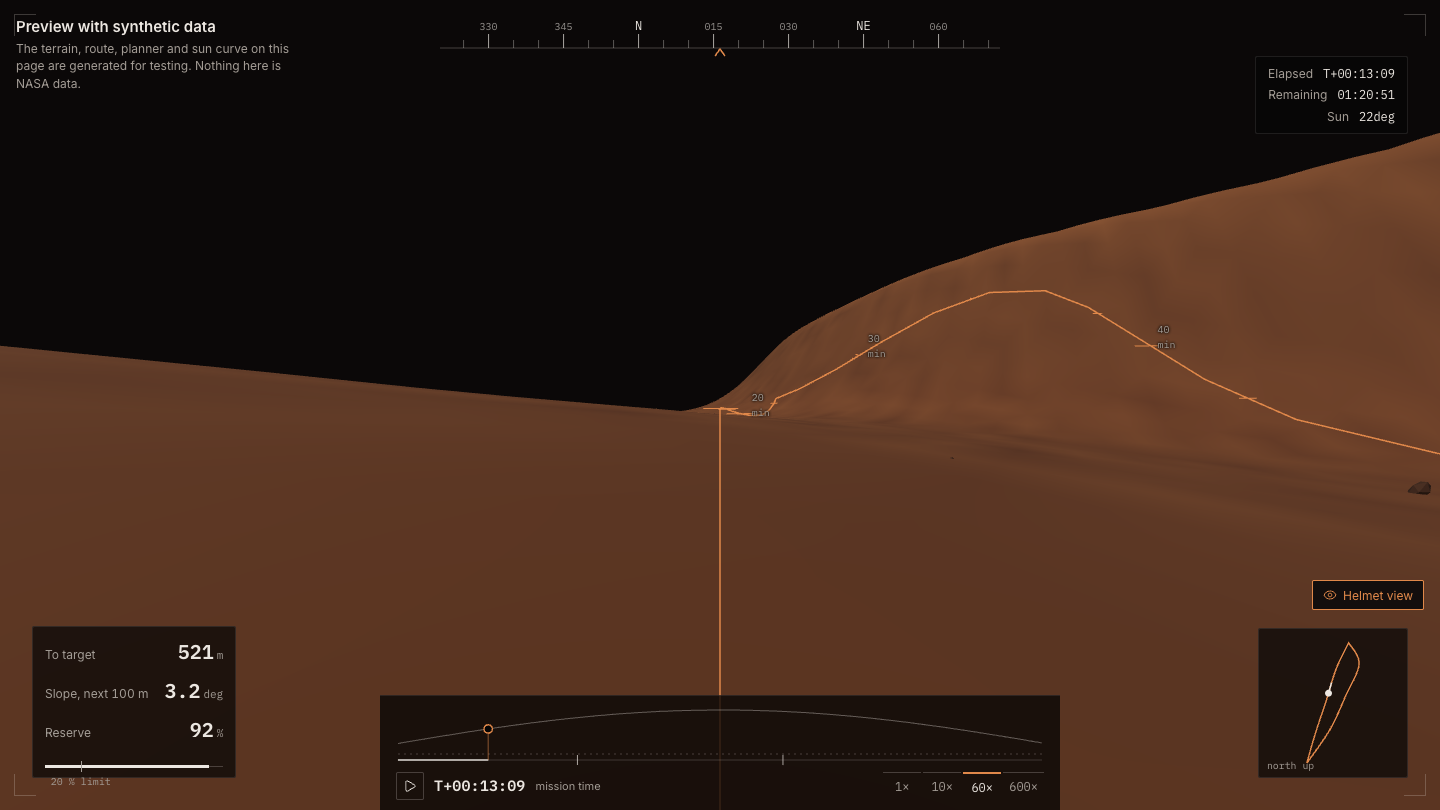 Preview with synthetic data
The terrain, route, planner and sun curve on this
page are generated for testing. Nothing here is
NASA data.
330 345 N 015 030 NE 060
Elapsed T+00:13:09
Remaining 01:20:51
Sun 22deg
30
min
40
min
20
min
Helmet view
To target 521 m
Slope, next 100 m 3.2 deg
Reserve 92 %
20 % limit
T+00:13:09 mission time
1× 10× 60× 600×
north up